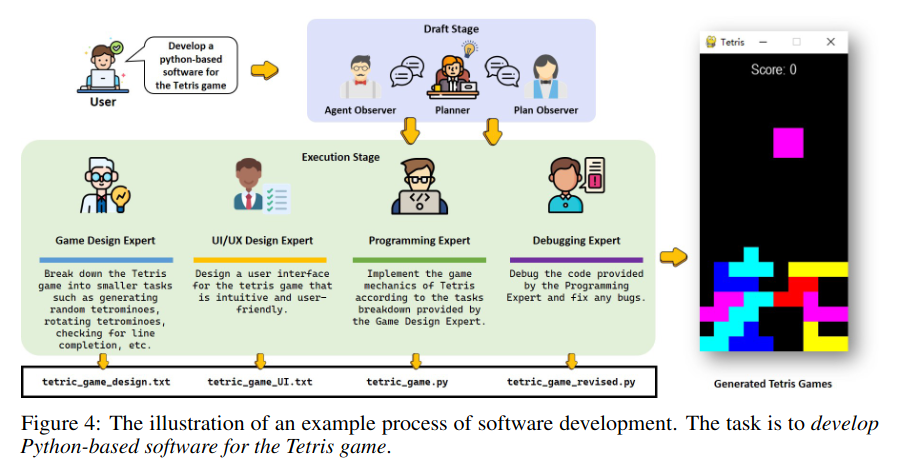 Develop a
python-based
software for
the Tetris game
User
Draft Stage
Agent Observer
Planner
Plan Observer
Execution Stage
Game Design Expert
Break down the Tetris
game into smaller tasks
such as generating
random tetrominoes,
rotating tetrominoes,
checking for line
completion, etc.
UI/UX Design Expert
Design a user interface
for the tetris game that
is intuitive and user-
friendly.
Programming Expert
Implement the game
mechanics of Tetris
according to the tasks
breakdown provided by
the Game Design Expert.
Debugging Expert
Debug the code provided
by the Programming
Expert and fix any bugs.
tetric_game_design.txt
tetric_game_UI.txt
tetric_game.py
tetric_game_revised.py
Tetris
Score: 0
Generated Tetris Games
Figure 4: The illustration of an example process of software development. The task is to develop
Python-based software for the Tetris game.